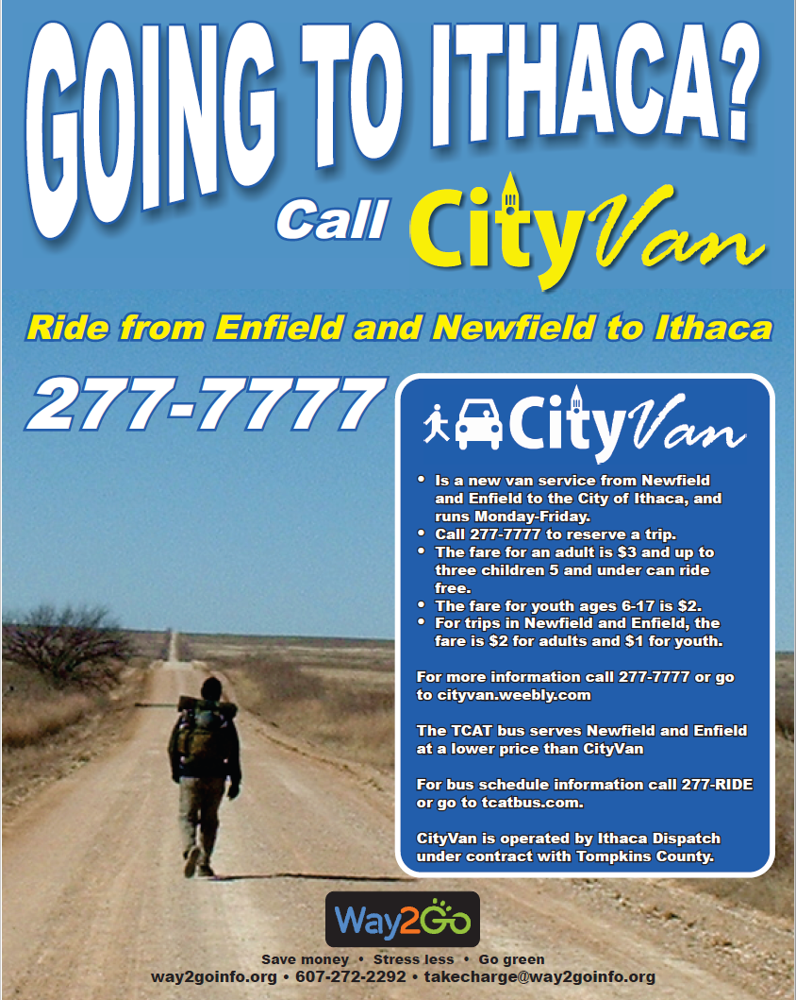 GOING TO ITHACA?
Call CityVan
Ride from Enfield and Newfield to Ithaca
277-7777
CityVan
• Is a new van service from Newfield
and Enfield to the City of Ithaca, and
runs Monday-Friday.
• Call 277-7777 to reserve a trip.
• The fare for an adult is $3 and up to
three children 5 and under can ride
free.
• The fare for youth ages 6-17 is $2.
• For trips in Newfield and Enfield, the
fare is $2 for adults and $1 for youth.
For more information call 277-7777 or go
to cityvan.weebly.com
The TCAT bus serves Newfield and Enfield
at a lower price than CityVan
For bus schedule information call 277-RIDE
or go to tcatbus.com.
CityVan is operated by Ithaca Dispatch
under contract with Tompkins County.
Way2Go
Save money • Stress less • Go green
way2goinfo.org • 607-272-2292 • takecharge@way2goinfo.org